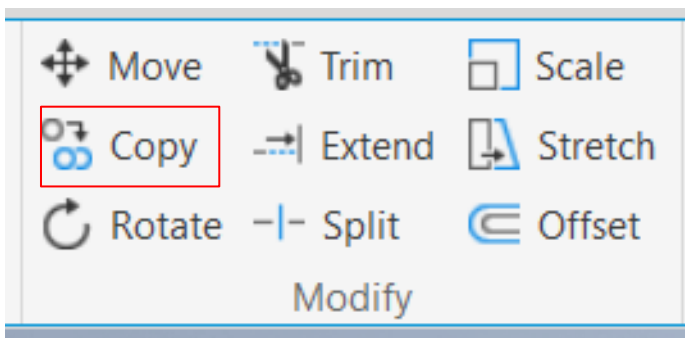 Move Trim Scale
Copy Extend Stretch
Rotate Split Offset
Modify